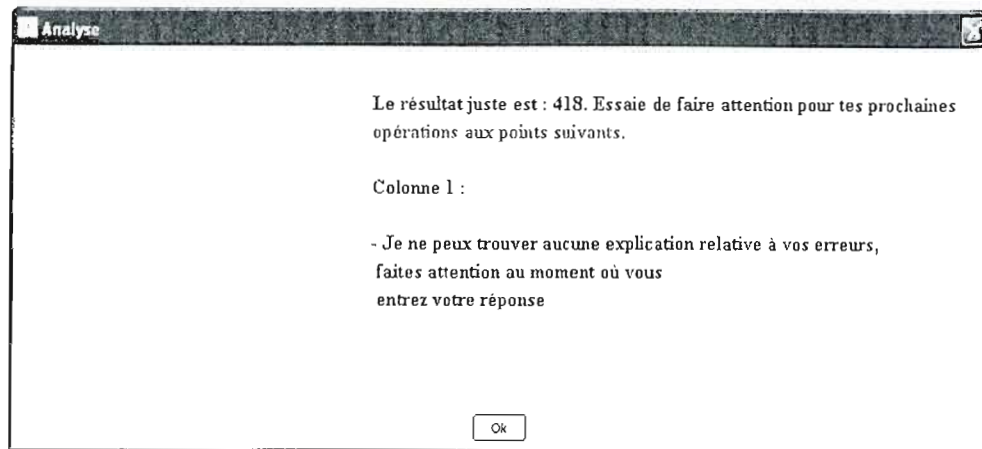 Analyse
Le résultat juste est : 418. Essaie de faire attention pour tes prochaines
opérations aux points suivants.
Colonne 1 :
- Je ne peux trouver aucune explication relative à vos erreurs,
faites attention au moment où vous
entrez votre réponse
Ok